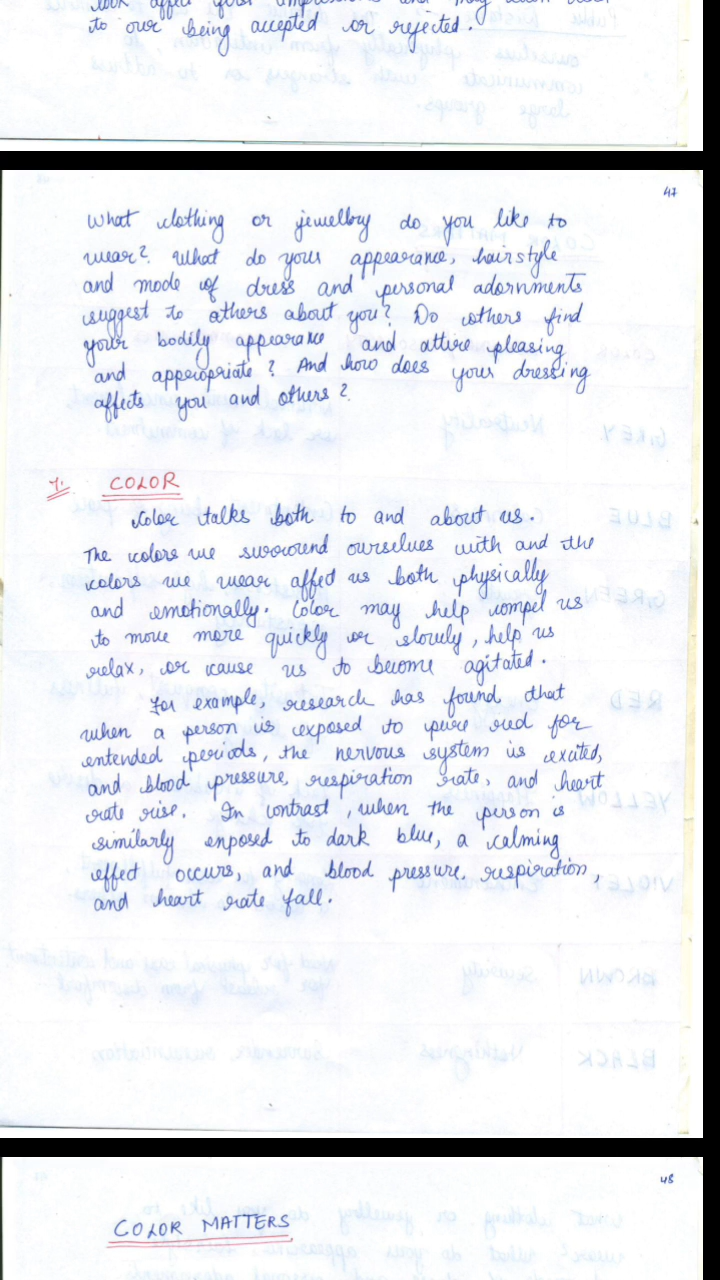 to our being accepted or rejected.
47
What clothing or jewellry do you like to
wear? What do your appearance, hairstyle
and mode of dress and personal adornments
suggest to others about you? Do others find
your bodily appearance and attire pleasing
and appropriate? And how does your dressing
affects you and others?
7. COLOR
Color talks both to and about us.
The colors we surround ourselves with and the
colors we wear affect us both physically
and emotionally. Color may help compel us
to move more quickly or slowly, help us
relax, or cause us to become agitated.
For example, research has found that
when a person is exposed to pure red for
extended periods, the nervous system is excited,
and blood pressure, respiration rate, and heart
rate rise. In contrast, when the person is
similarly exposed to dark blue, a calming
effect occurs, and blood pressure, respiration,
and heart rate fall.
48
COLOR MATTERS